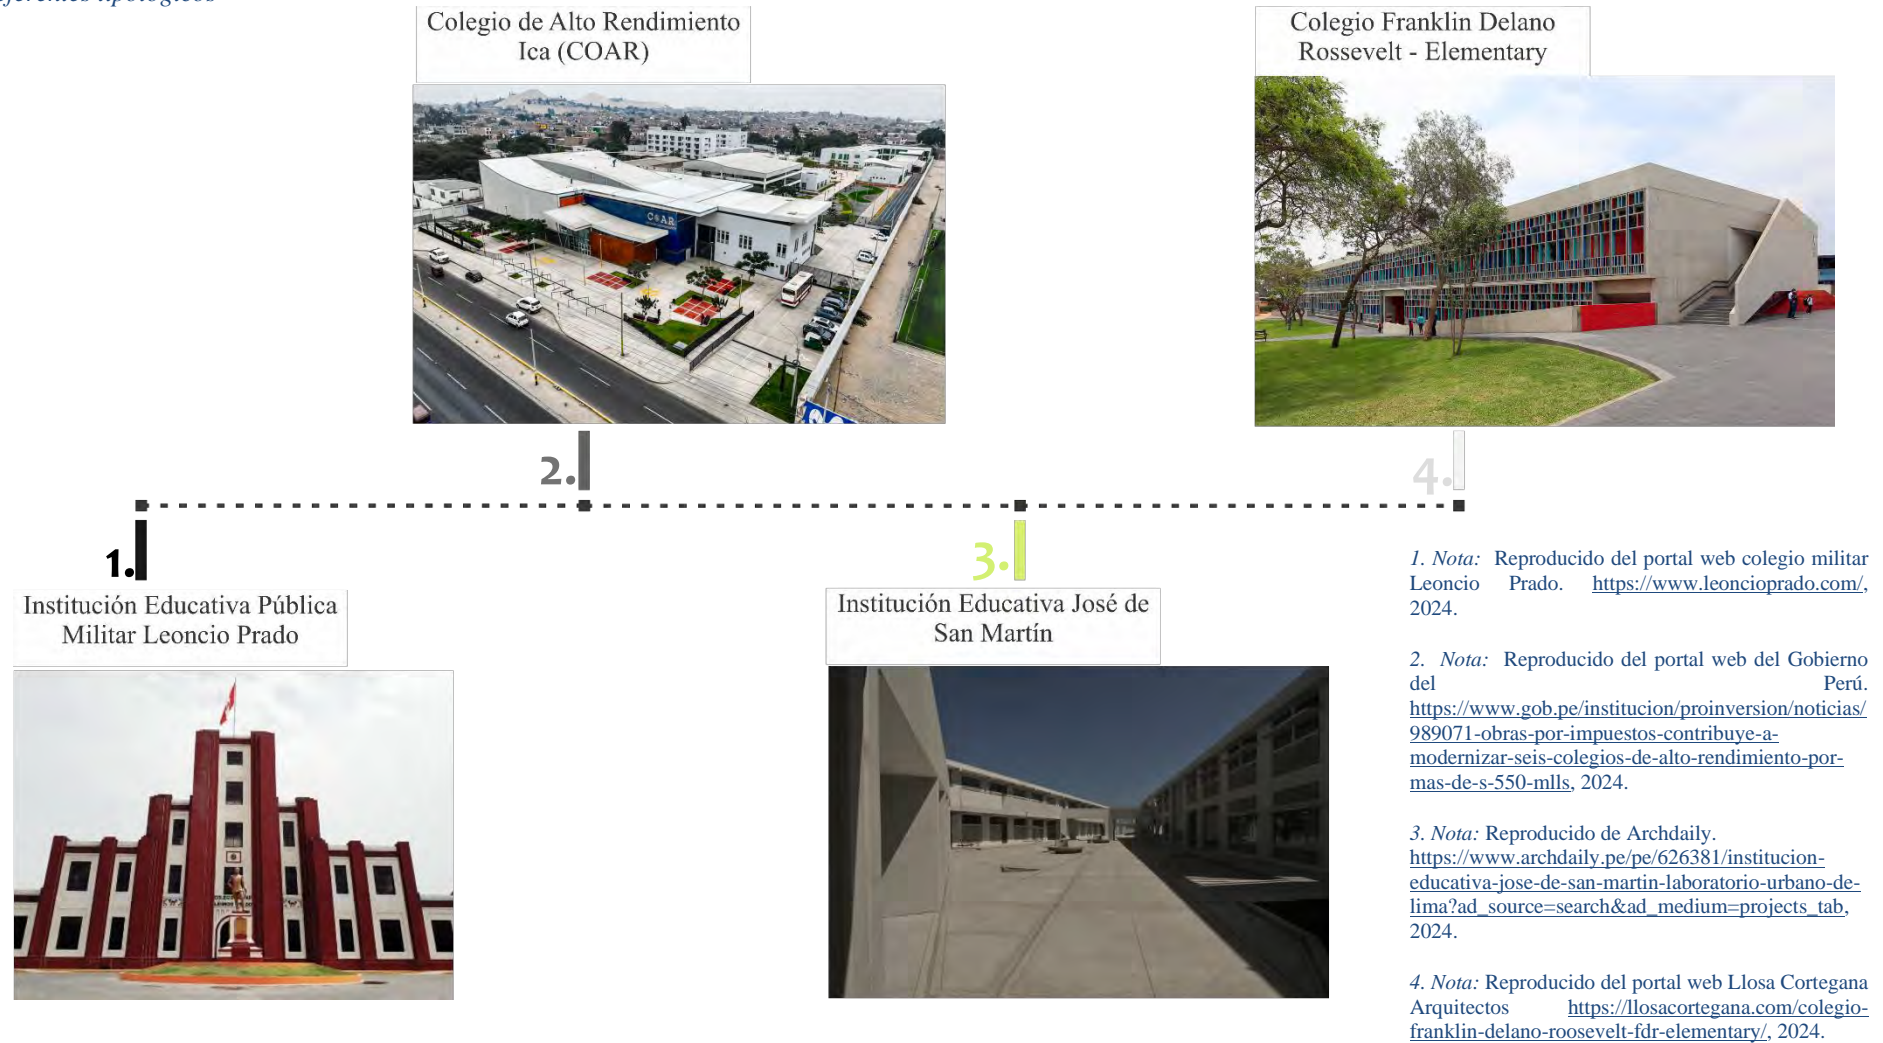 tipológicos
Colegio de Alto Rendimiento
Ica (COAR)
Colegio Franklin Delano
Rossevelt - Elementary
COAR
2.
4.
1.
3.
Institución Educativa Pública
Militar Leoncio Prado
Institución Educativa José de
San Martín
1. Nota: Reproducido del portal web colegio militar
Leoncio Prado. https://www.leoncioprado.com/,
2024.
2. Nota: Reproducido del portal web del Gobierno
del Perú.
https://www.gob.pe/institucion/proinversion/noticias/
989071-obras-por-impuestos-contribuye-a-
modernizar-seis-colegios-de-alto-rendimiento-por-
mas-de-s-550-mlls, 2024.
3. Nota: Reproducido de Archdaily.
https://www.archdaily.pe/pe/626381/institucion-
educativa-jose-de-san-martin-laboratorio-urbano-de-
lima?ad_source=search&ad_medium=projects_tab,
2024.
4. Nota: Reproducido del portal web Llosa Cortegana
Arquitectos https://llosacortegana.com/colegio-
franklin-delano-roosevelt-fdr-elementary/, 2024.